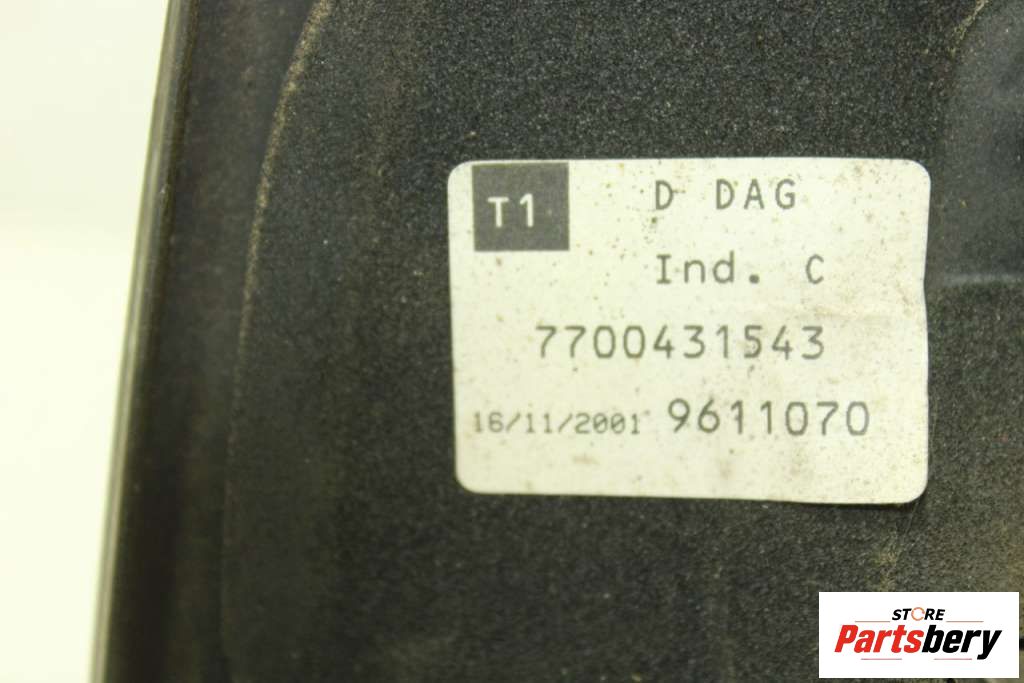 T1
D DAG
Ind. C
7700431543
16/11/2001 9611070
STORE
Partsbery